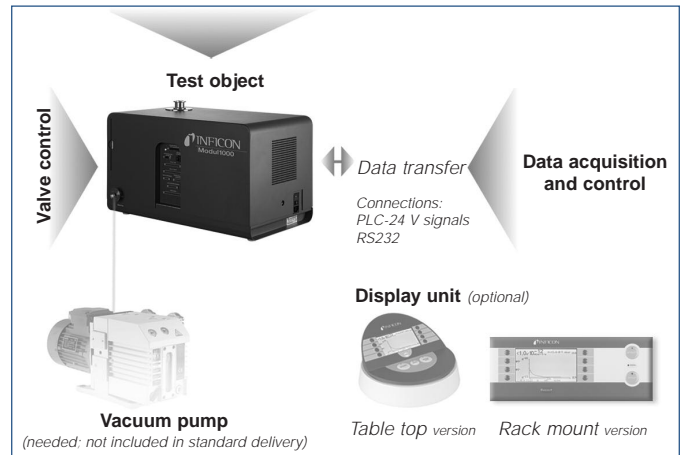 Test object
Valve control
INFICON
Modul1000
Data transfer
Connections:
PLC-24 V signals
RS232
Data acquisition
and control
Display unit (optional)
INFICON
INFICON
Vacuum pump
(needed; not included in standard delivery)
Table top version
Rack mount version